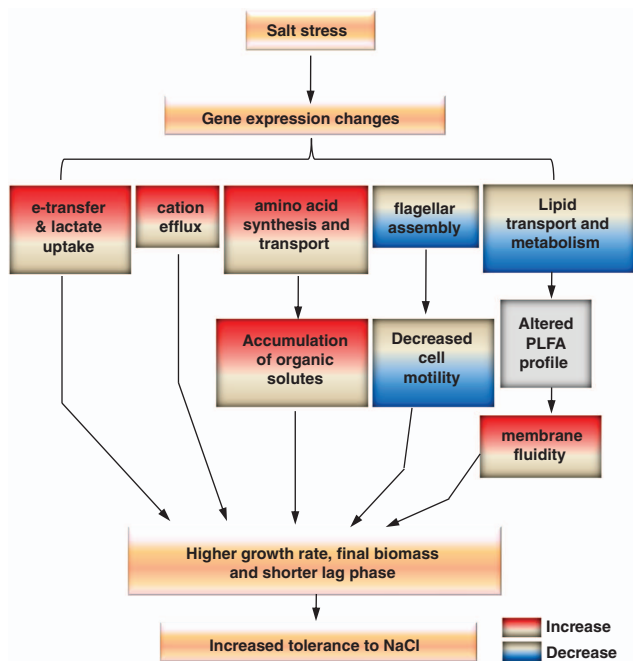 Salt stress
Gene expression changes
e-transfer
& lactate
uptake
cation
efflux
amino acid
synthesis and
transport
flagellar
assembly
Lipid
transport and
metabolism
Accumulation
of organic
solutes
Decreased
cell
motility
Altered
PLFA
profile
membrane
fluidity
Higher growth rate, final biomass
and shorter lag phase
Increased tolerance to NaCl
Increase
Decrease